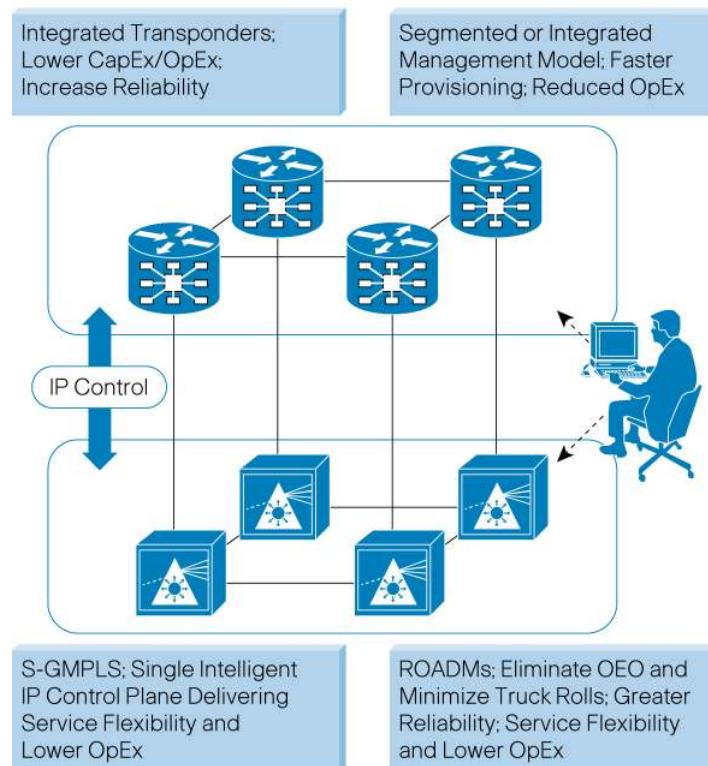 Integrated Transponders;
Lower CapEx/OpEx;
Increase Reliability
Segmented or Integrated
Management Model; Faster
Provisioning; Reduced OpEx
IP Control
S-GMPLS; Single Intelligent
IP Control Plane Delivering
Service Flexibility and
Lower OpEx
ROADMs; Eliminate OEO and
Minimize Truck Rolls; Greater
Reliability; Service Flexibility
and Lower OpEx